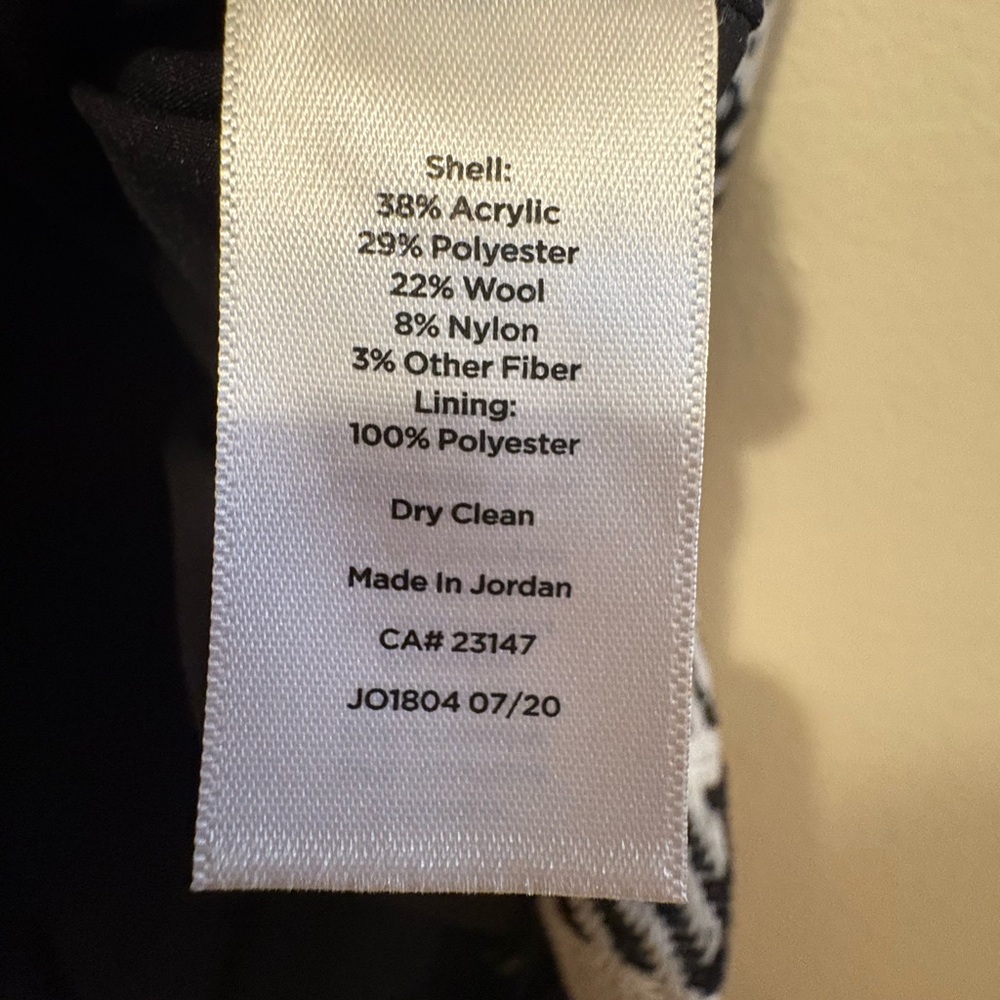 Shell:
38% Acrylic
29% Polyester
22% Wool
8% Nylon
3% Other Fiber
Lining:
100% Polyester
Dry Clean
Made In Jordan
CA# 23147
JO1804 07/20